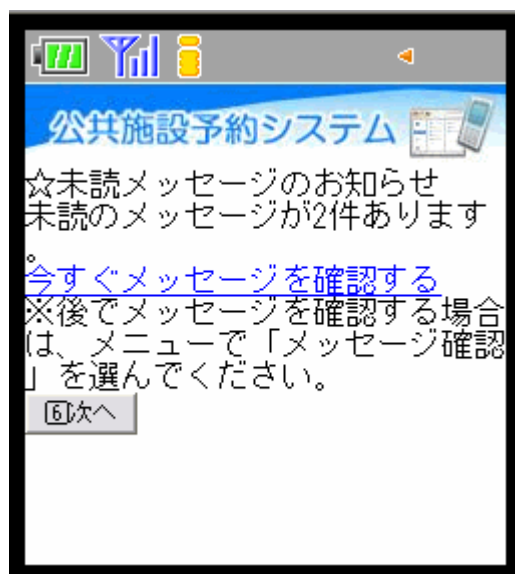 公共施設予約システム
☆未読メッセージのお知らせ
未読のメッセージが2件あります
。
今すぐメッセージを確認する
※後でメッセージを確認する場合
は、メニューで「メッセージ確認
」を選んでください。
6次へ